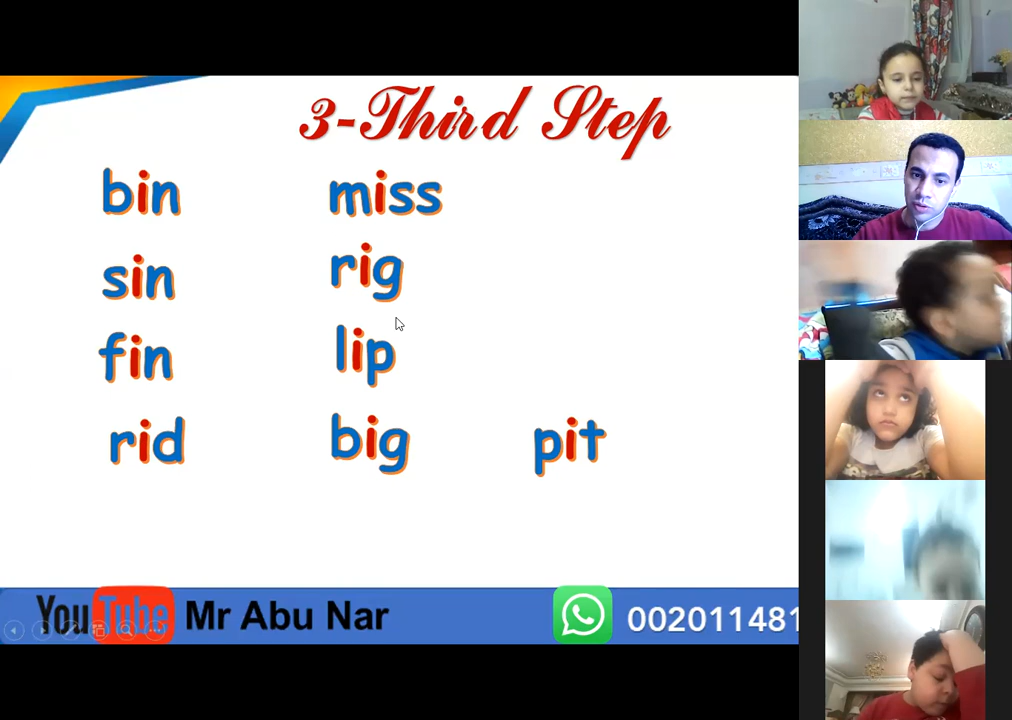 3-Third Step
bin miss
sin rig
fin lip
rid big pit
YouTube Mr Abu Nar 002011481